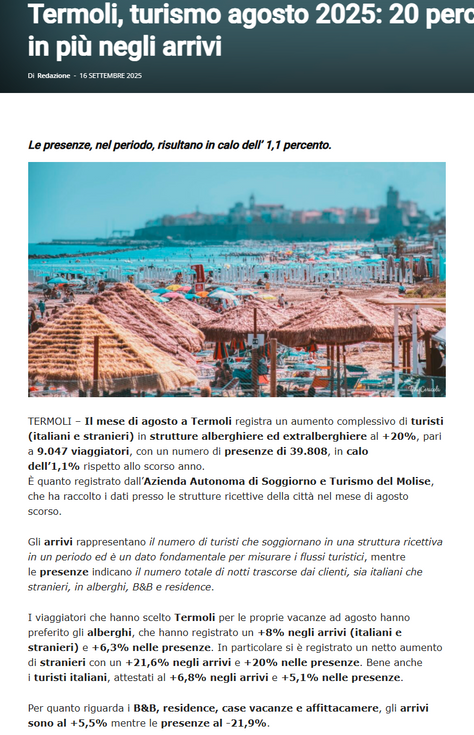 Termoli, turismo agosto 2025: 20 perc
in più negli arrivi
Di Redazione - 16 SETTEMBRE 2025
Le presenze, nel periodo, risultano in calo dell' 1,1 percento.
TERMOLI – Il mese di agosto a Termoli registra un aumento complessivo di turisti
(italiani e stranieri) in strutture alberghiere ed extralberghiere al +20%, pari
a 9.047 viaggiatori, con un numero di presenze di 39.808, in calo
dell'1,1% rispetto allo scorso anno.
È quanto registrato dall'Azienda Autonoma di Soggiorno e Turismo del Molise,
che ha raccolto i dati presso le strutture ricettive della città nel mese di agosto
scorso.
Gli arrivi rappresentano il numero di turisti che soggiornano in una struttura ricettiva
in un periodo ed è un dato fondamentale per misurare i flussi turistici, mentre
le presenze indicano il numero totale di notti trascorse dai clienti, sia italiani che
stranieri, in alberghi, B&B e residence.
I viaggiatori che hanno scelto Termoli per le proprie vacanze ad agosto hanno
preferito gli alberghi, che hanno registrato un +8% negli arrivi (italiani e
stranieri) e +6,3% nelle presenze. In particolare si è registrato un netto aumento
di stranieri con un +21,6% negli arrivi e +20% nelle presenze. Bene anche
i turisti italiani, attestati al +6,8% negli arrivi e +5,1% nelle presenze.
Per quanto riguarda i B&B, residence, case vacanze e affittacamere, gli arrivi
sono al +5,5% mentre le presenze al -21,9%.